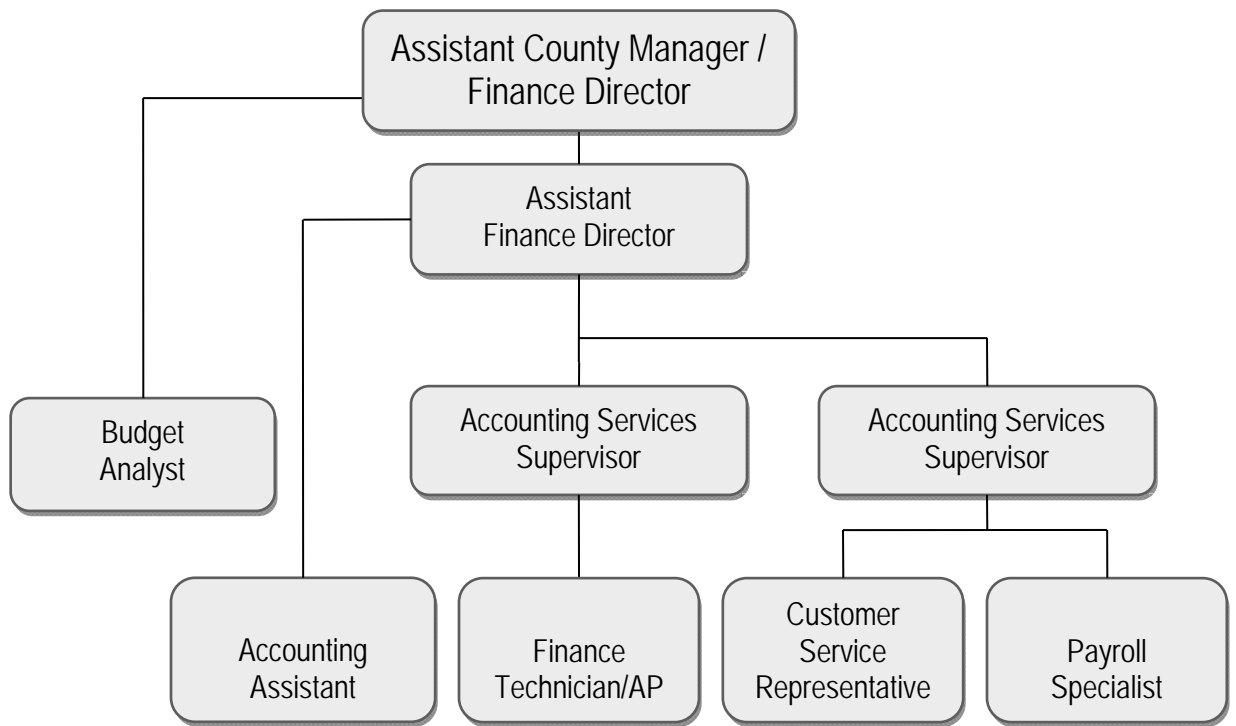 Assistant County Manager /
Finance Director
Assistant
Finance Director
Budget
Analyst
Accounting Services
Supervisor
Accounting Services
Supervisor
Accounting
Assistant
Finance
Technician/AP
Customer
Service
Representative
Payroll
Specialist